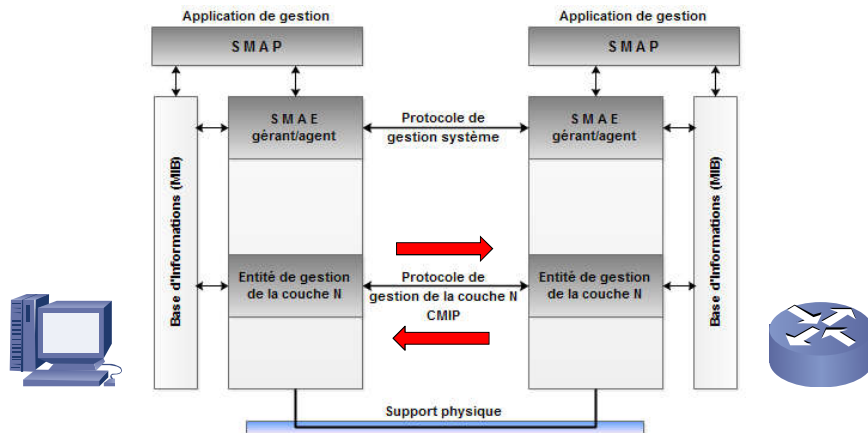 Application de gestion
Application de gestion
S M A P
S M A P
S M A E
gérant/agent
Protocole de
gestion système
S M A E
gérant/agent
Base d'Informations (MIB)
Base d'Informations (MIB)
Entité de gestion
de la couche N
Protocole de
gestion de la couche N
CMIP
Entité de gestion
de la couche N
Support physique